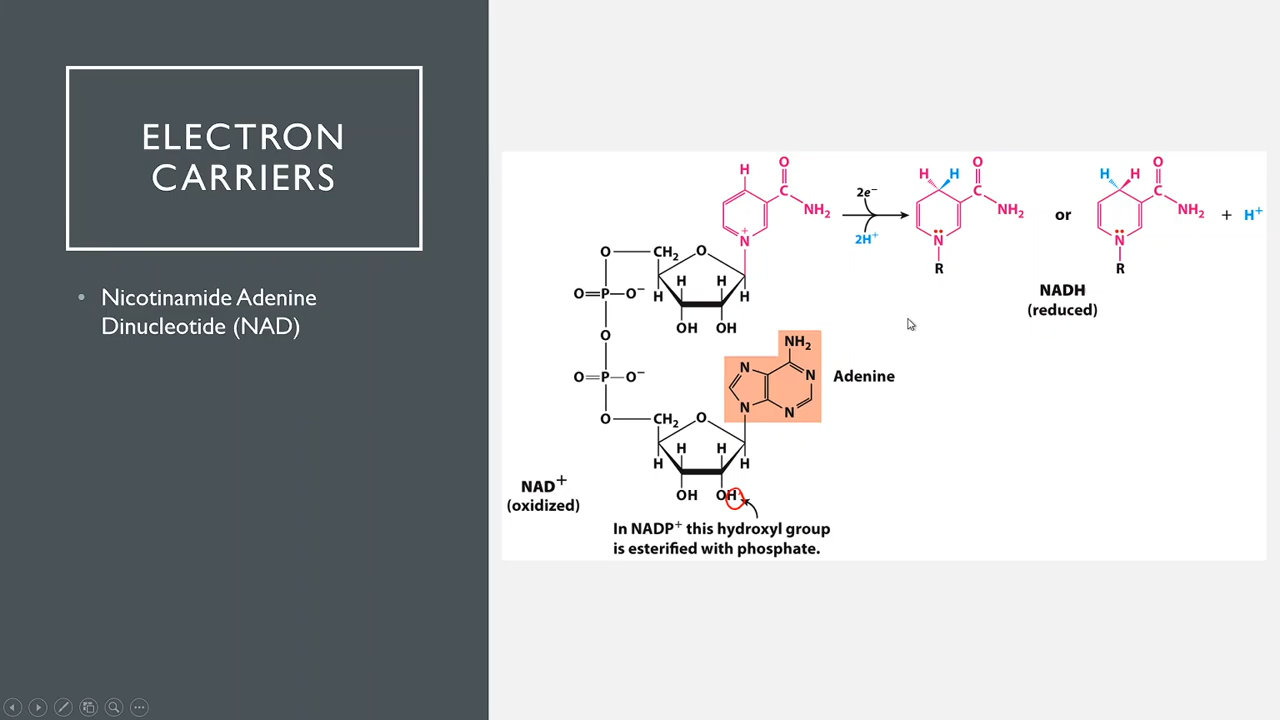 ELECTRON
CARRIERS
• Nicotinamide Adenine
Dinucleotide (NAD)
H
O
C
NH₂
N
+
2e⁻
2H⁺
H H
O
C
NH₂
N
R
or
H H
O
C
NH₂
N
R
+ H⁺
NADH
(reduced)
O
CH₂
O
H
H
H
H
OH
OH
O=P—O⁻
O
O=P—O⁻
O
CH₂
O
H
H
H
H
OH
OH
NH₂
N
N
N
N
Adenine
NAD⁺
(oxidized)
In NADP⁺ this hydroxyl group
is esterified with phosphate.